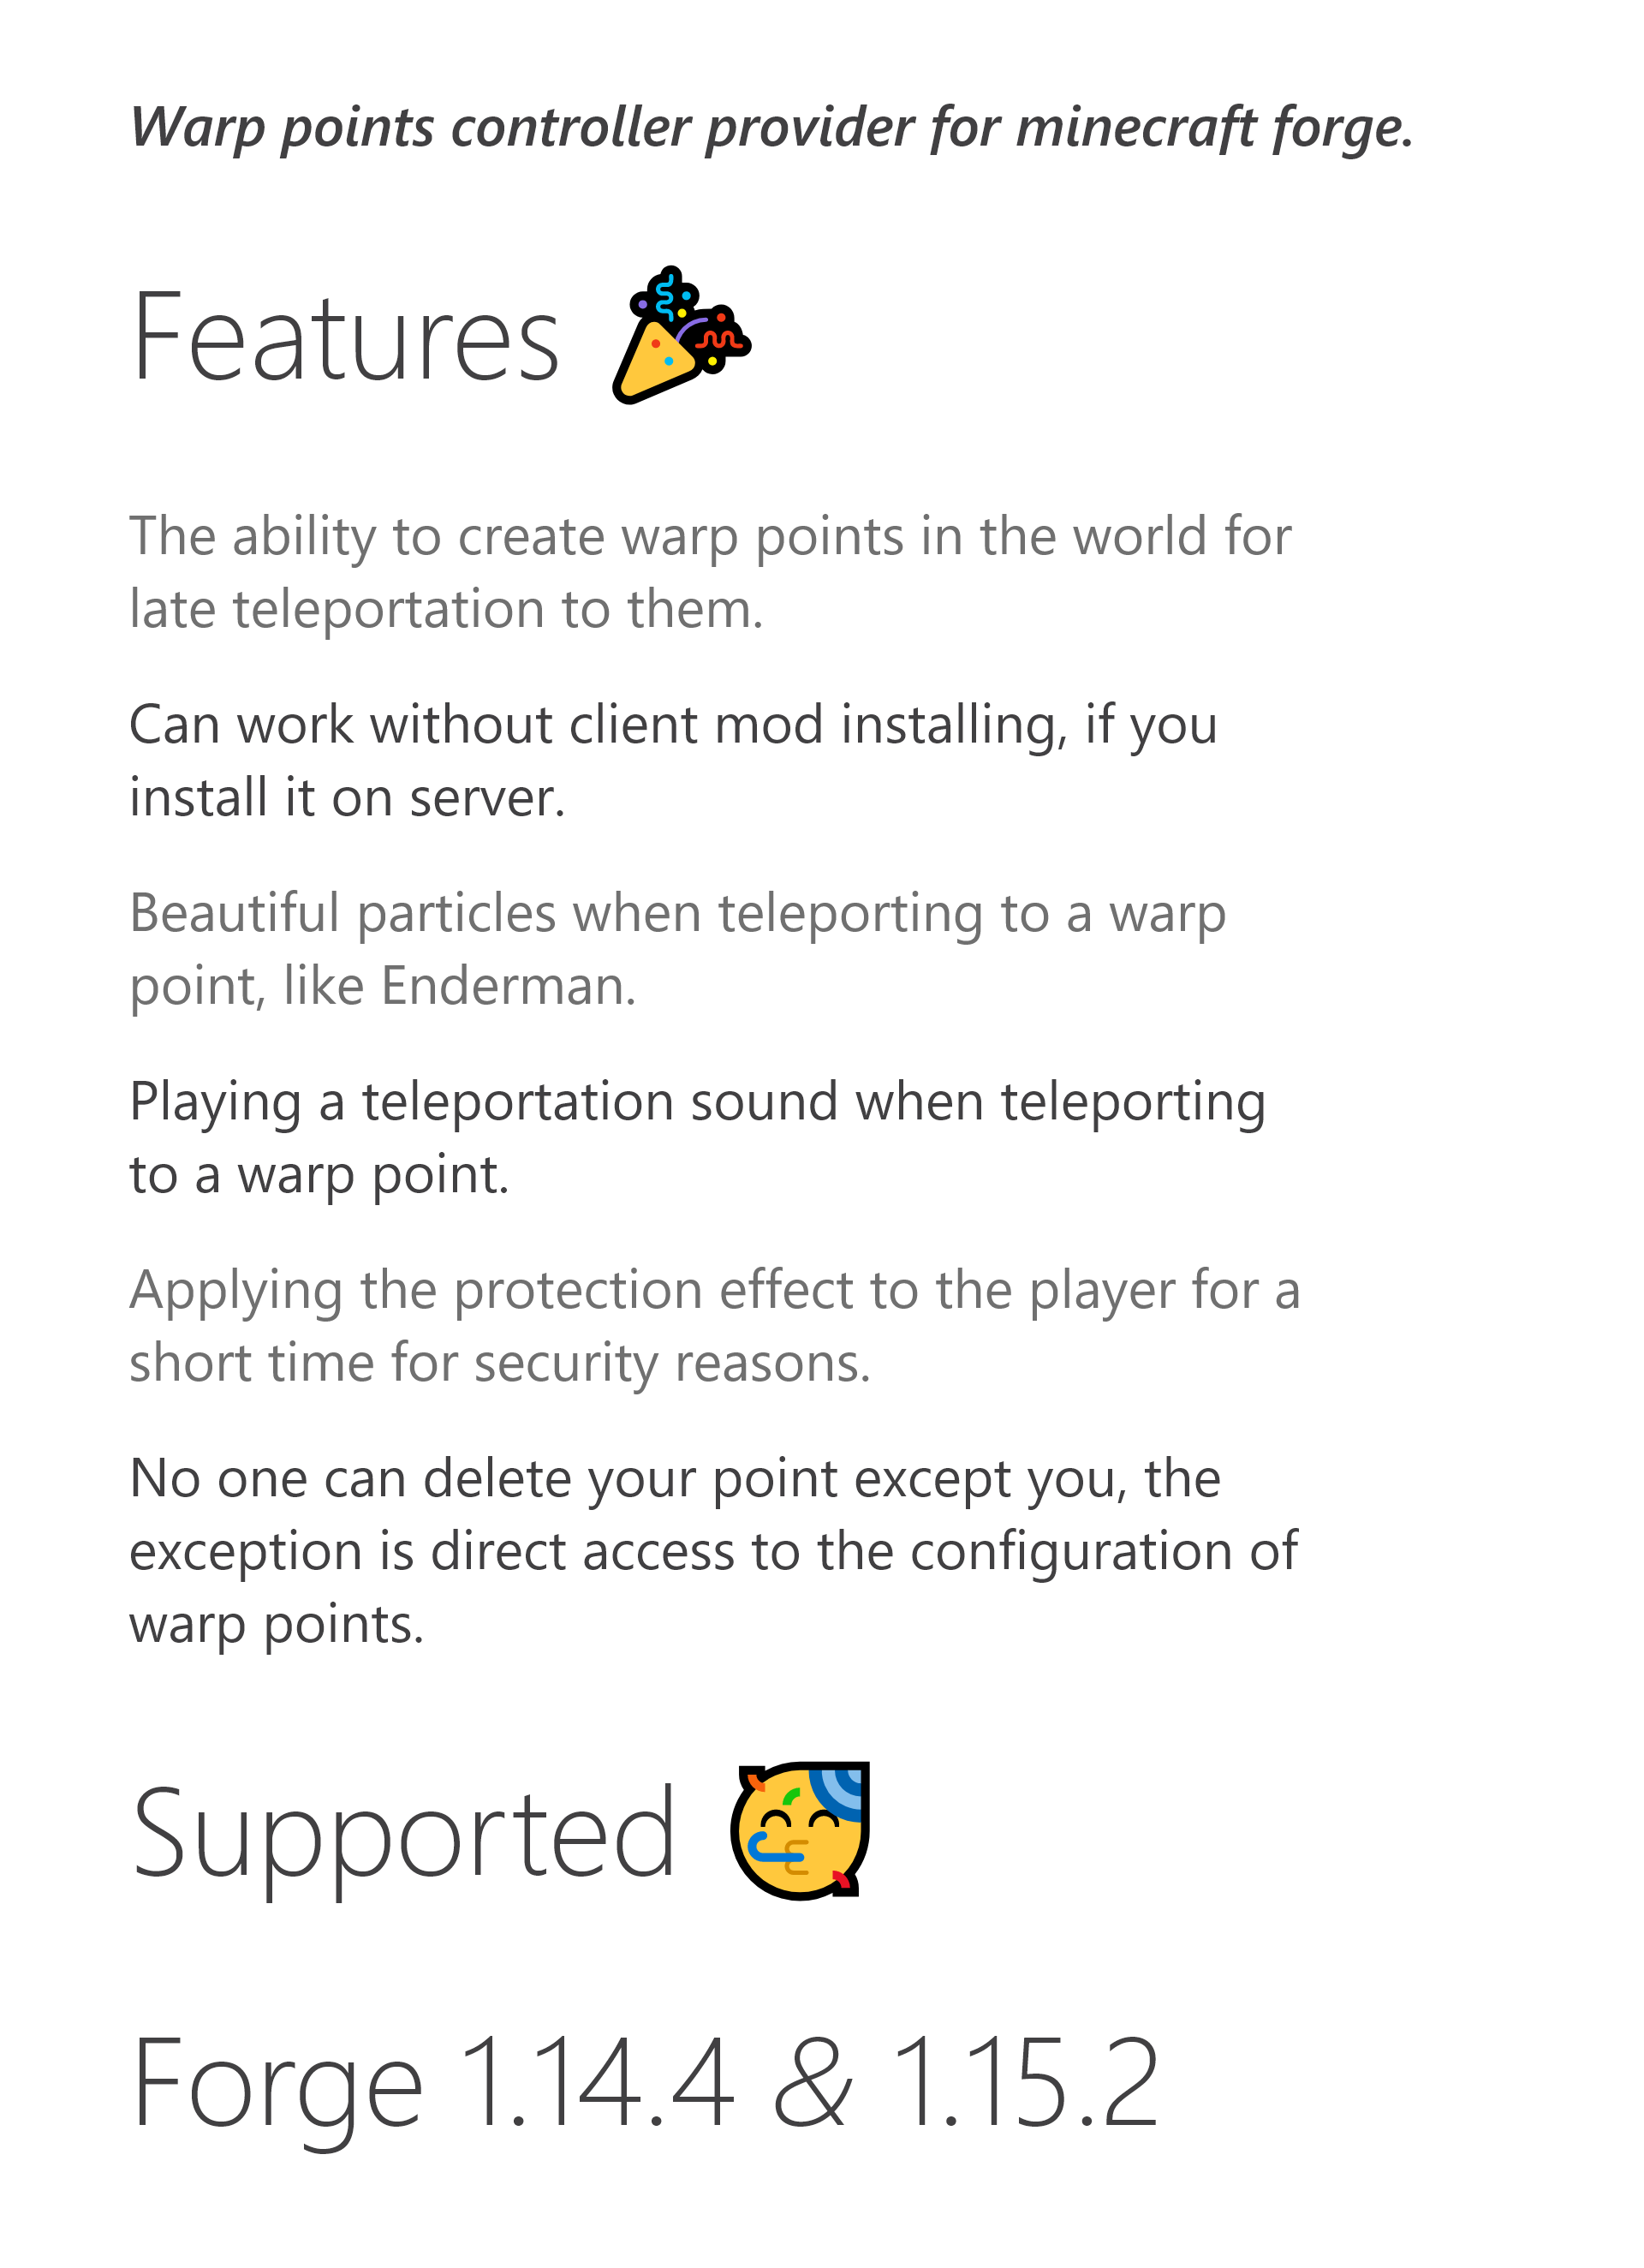 Warp points controller provider for minecraft forge.
Features
The ability to create warp points in the world for
late teleportation to them.
Can work without client mod installing, if you
install it on server.
Beautiful particles when teleporting to a warp
point, like Enderman.
Playing a teleportation sound when teleporting
to a warp point.
Applying the protection effect to the player for a
short time for security reasons.
No one can delete your point except you, the
exception is direct access to the configuration of
warp points.
Supported
Forge 1.14.4 & 1.15.2